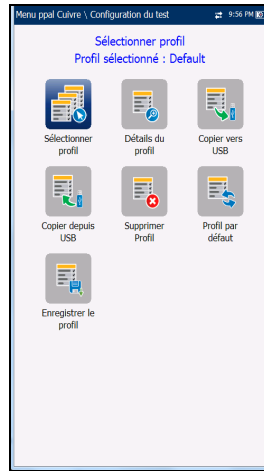 Menu ppal Cuivre \ Configuration du test 9:56 PM
Sélectionner profil
Profil sélectionné : Default
Sélectionner profil
Détails du profil
Copier vers USB
Copier depuis USB
Supprimer Profil
Profil par défaut
Enregistrer le profil